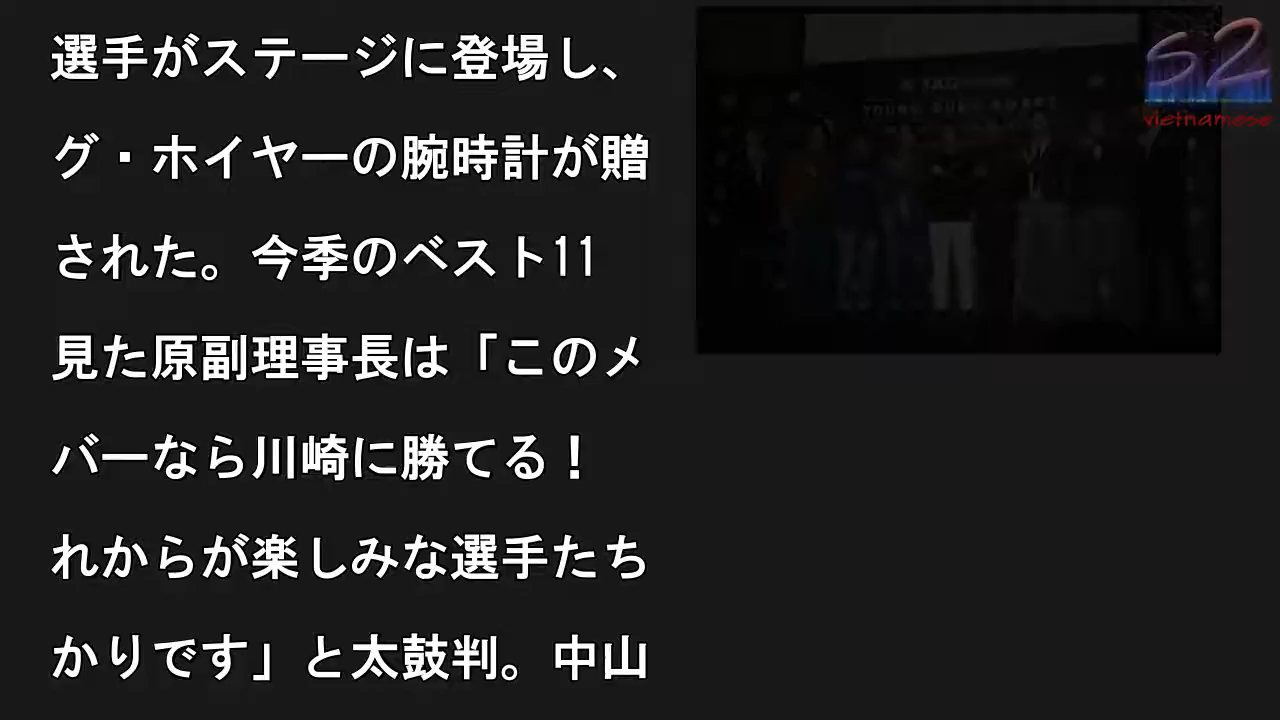 選手がステージに登場し、
グ・ホイヤーの腕時計が贈
された。今季のベスト11
見た原副理事長は「このメ
バーなら川崎に勝てる！
れからが楽しみな選手たち
かりです」と太鼓判。中山
S2
vietnamese